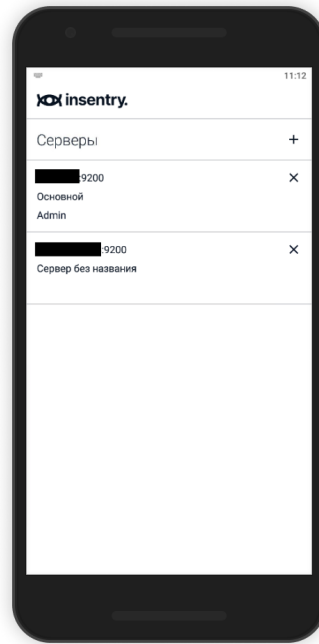 11:12
insentry.
Серверы +
:9200 ×
Основной
Admin
:9200 ×
Сервер без названия